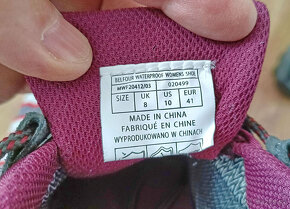 BELFOUR WATERPROOF WOMENS SHOE
MWF20412/03 020499
SIZE UK 8 US 10 EUR 41
MADE IN CHINA
FABRIQUÉ EN CHINE
WYPRODUKOWANO W CHINACH